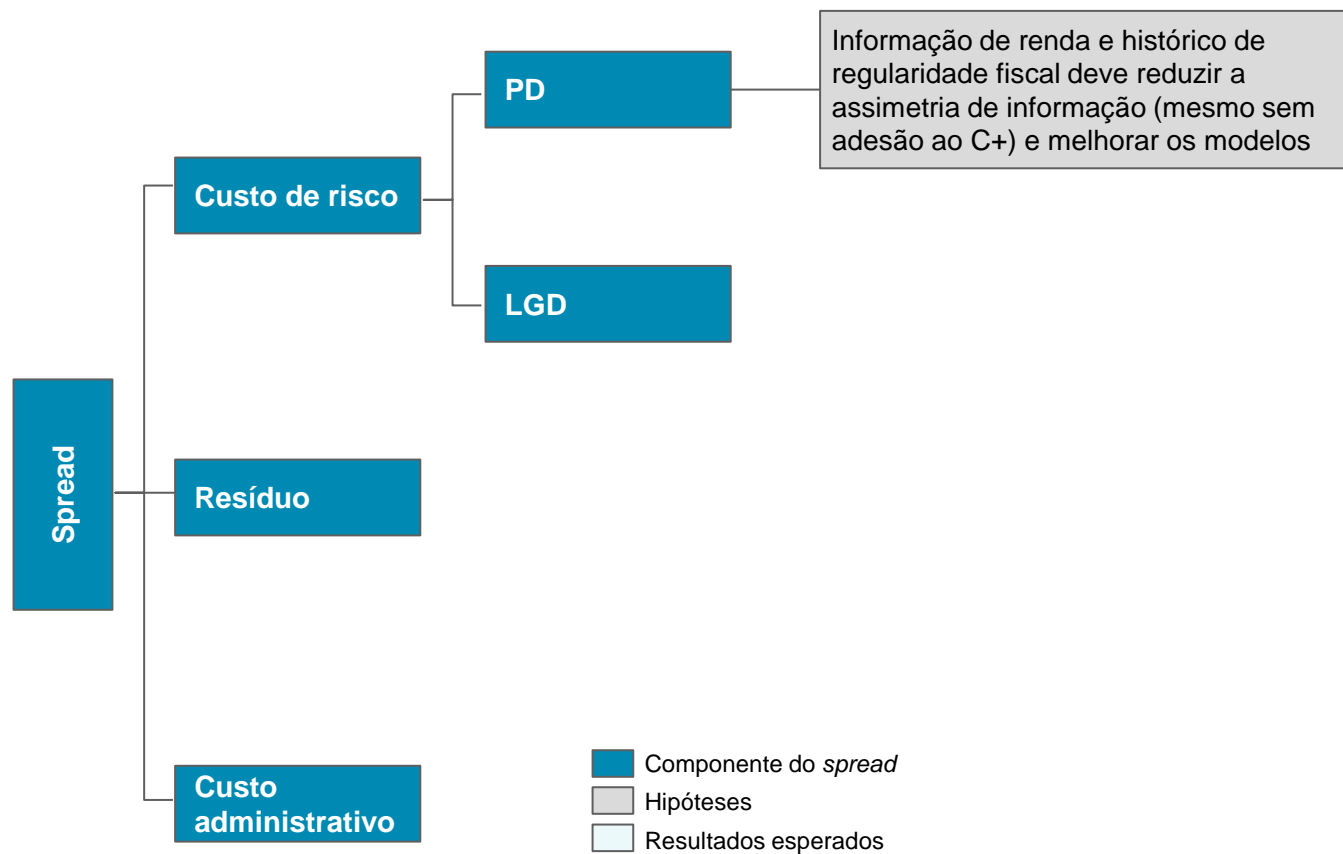 Informação de renda e histórico de
regularidade fiscal deve reduzir a
assimetria de informação (mesmo sem
adesão ao C+) e melhorar os modelos
PD
Custo de risco
LGD
Spread
Resíduo
Custo
administrativo
Componente do spread
Hipóteses
Resultados esperados